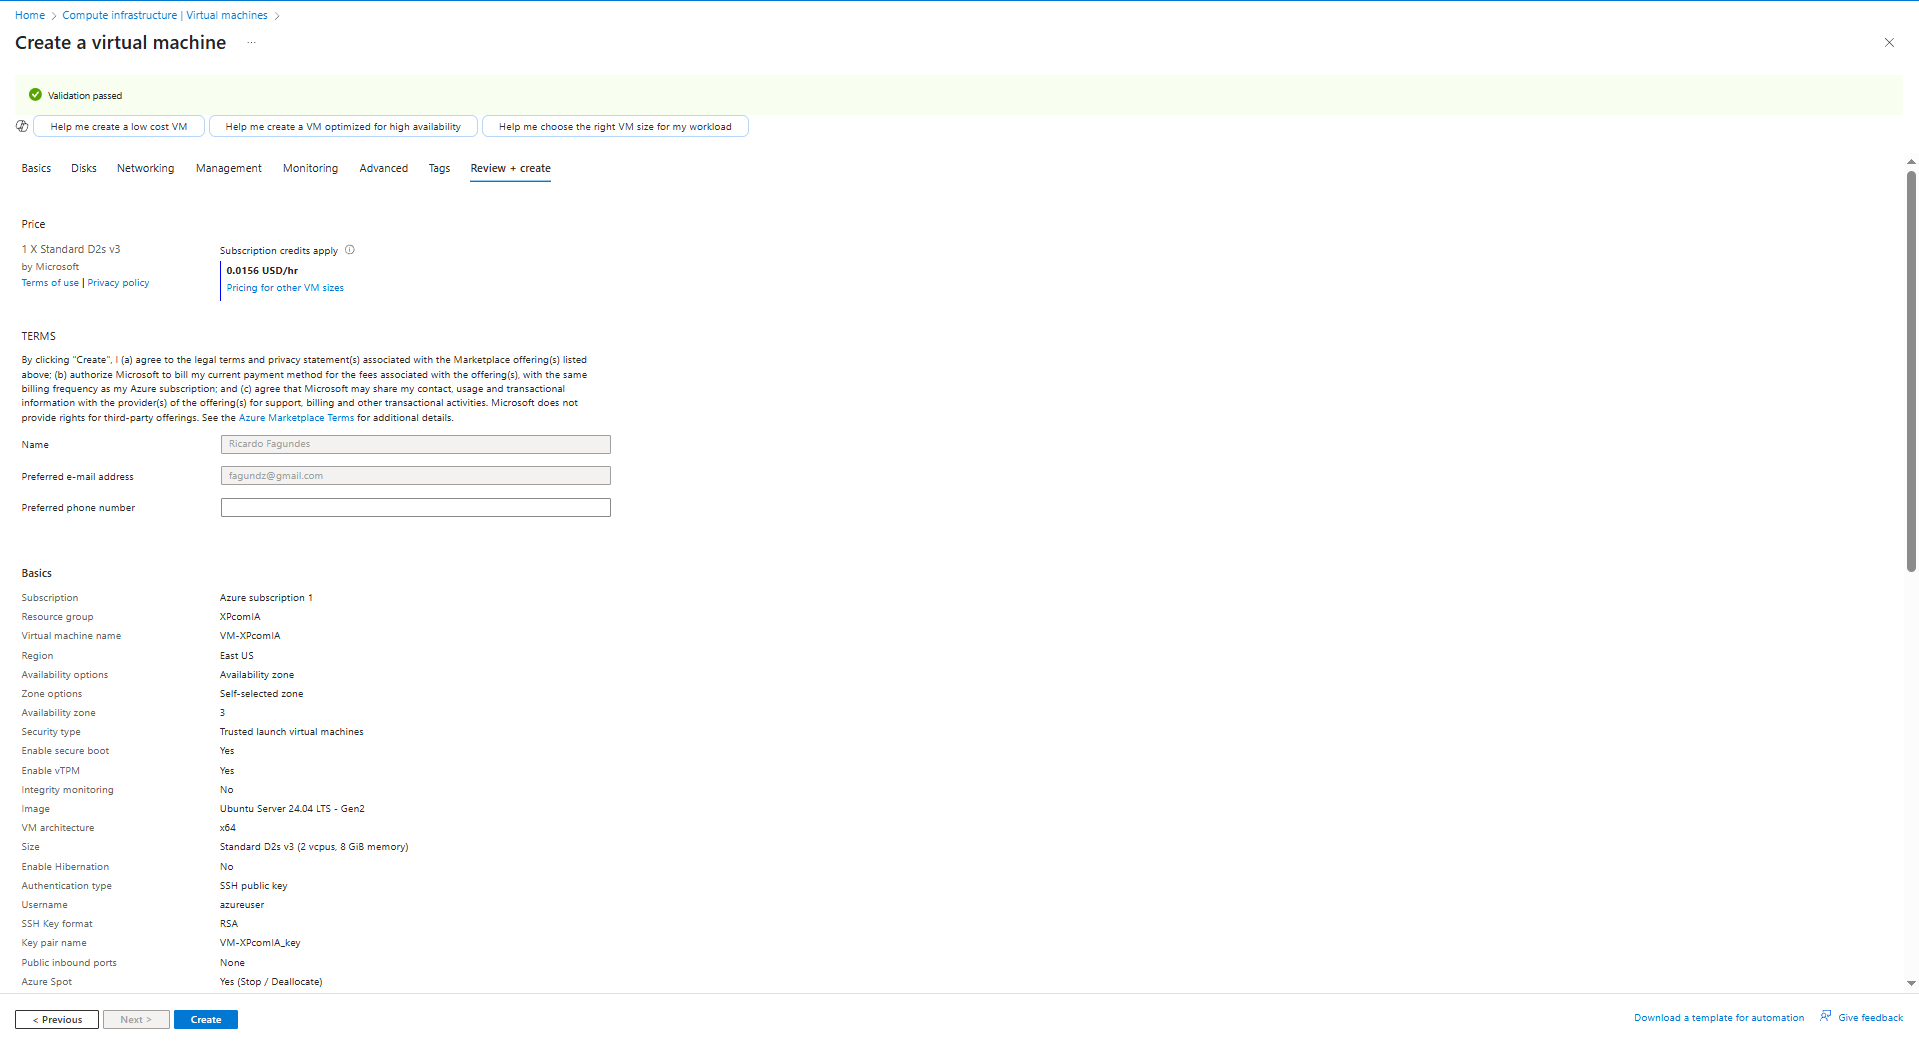 Home > Compute infrastructure | Virtual machines >
Create a virtual machine ...
Validation passed
Help me create a low cost VM Help me create a VM optimized for high availability Help me choose the right VM size for my workload
Basics Disks Networking Management Monitoring Advanced Tags Review + create
Price
1 X Standard D2s v3 Subscription credits apply
by Microsoft 0.0156 USD/hr
Terms of use | Privacy policy Pricing for other VM sizes
TERMS
By clicking "Create", I (a) agree to the legal terms and privacy statement(s) associated with the Marketplace offering(s) listed
above; (b) authorize Microsoft to bill my current payment method for the fees associated with the offering(s), with the same
billing frequency as my Azure subscription; and (c) agree that Microsoft may share my contact, usage and transactional
information with the provider(s) of the offering(s) for support, billing and other transactional activities. Microsoft does not
provide rights for third-party offerings. See the Azure Marketplace Terms for additional details.
Name Ricardo Fagundes
Preferred e-mail address fagundz@gmail.com
Preferred phone number
Basics
Subscription Azure subscription 1
Resource group XPcomIA
Virtual machine name VM-XPcomIA
Region East US
Availability options Availability zone
Zone options Self-selected zone
Availability zone 3
Security type Trusted launch virtual machines
Enable secure boot Yes
Enable vTPM Yes
Integrity monitoring No
Image Ubuntu Server 24.04 LTS - Gen2
VM architecture x64
Size Standard D2s v3 (2 vcpus, 8 GiB memory)
Enable Hibernation No
Authentication type SSH public key
Username azureuser
SSH Key format RSA
Key pair name VM-XPcomIA_key
Public inbound ports None
Azure Spot Yes (Stop / Deallocate)
< Previous Next > Create Download a template for automation Give feedback